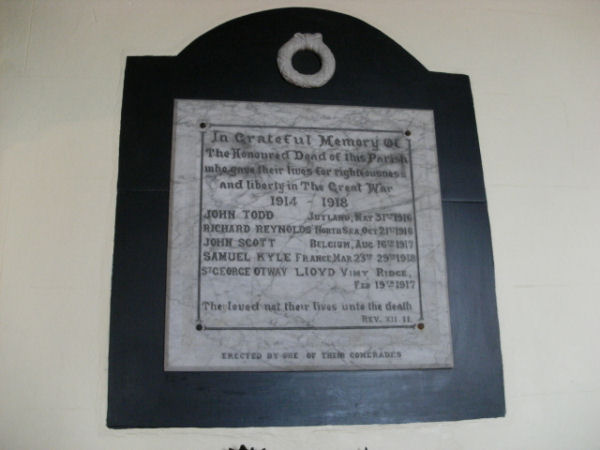 In Grateful Memory Of
The Honoured Dead of this Parish
who gave their lives for righteousness
and liberty in The Great War
1914 - 1918
JOHN TODD JUTLAND, MAY 31ST 1916
RICHARD REYNOLDS NORTH SEA, OCT 21ST 1916
JOHN SCOTT BELGIUM, AUG 16TH 1917
SAMUEL KYLE FRANCE, MAR 23RD 29TH 1918
ST GEORGE OTWAY LLOYD VIMY RIDGE,
FEB 19TH 1917
They loved not their lives unto the death
REV. XII. 11.
ERECTED BY ONE OF THEIR COMERADES